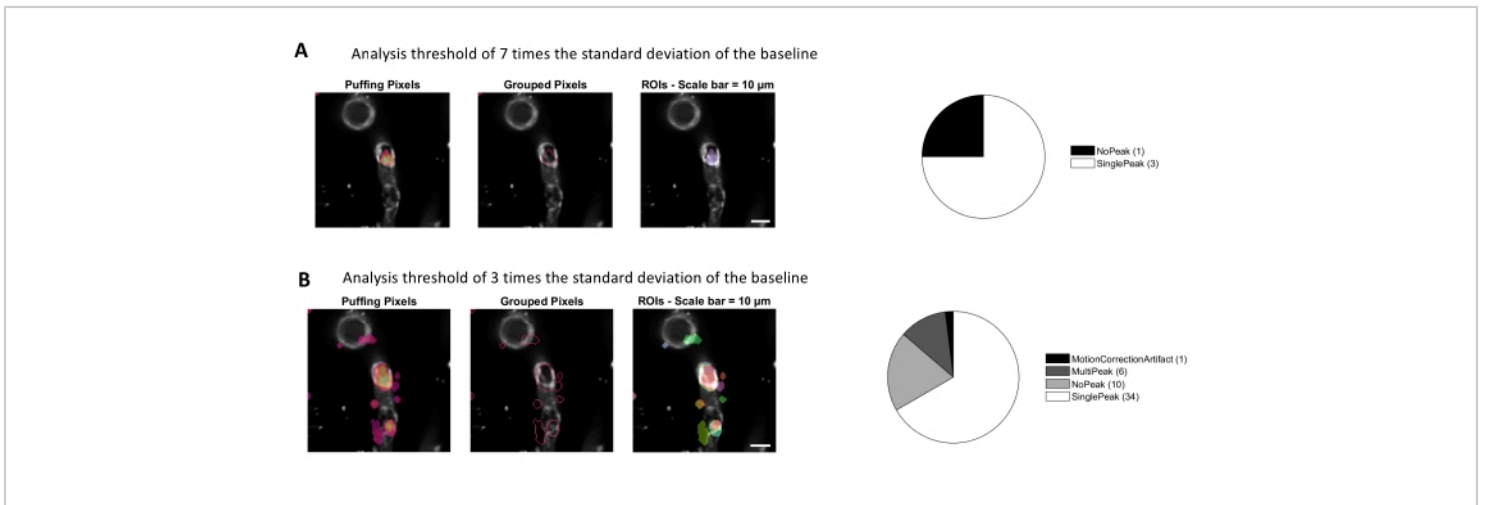 A Analysis threshold of 7 times the standard deviation of the baseline
Puffing Pixels Grouped Pixels ROIs - Scale bar = 10 µm
NoPeak (1)
SinglePeak (3)
B Analysis threshold of 3 times the standard deviation of the baseline
Puffing Pixels Grouped Pixels ROIs - Scale bar = 10 µm
MotionCorrectionArtifact (1)
MultiPeak (6)
NoPeak (10)
SinglePeak (34)